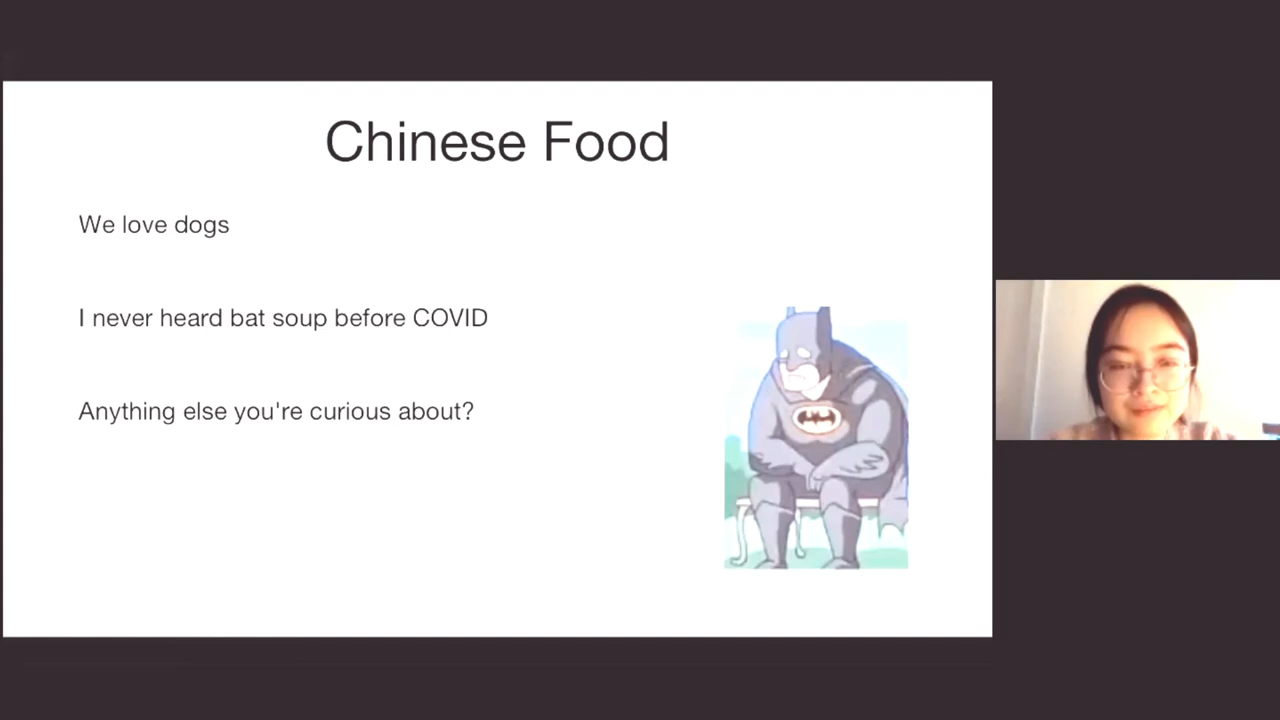 Chinese Food
We love dogs
I never heard bat soup before COVID
Anything else you're curious about?